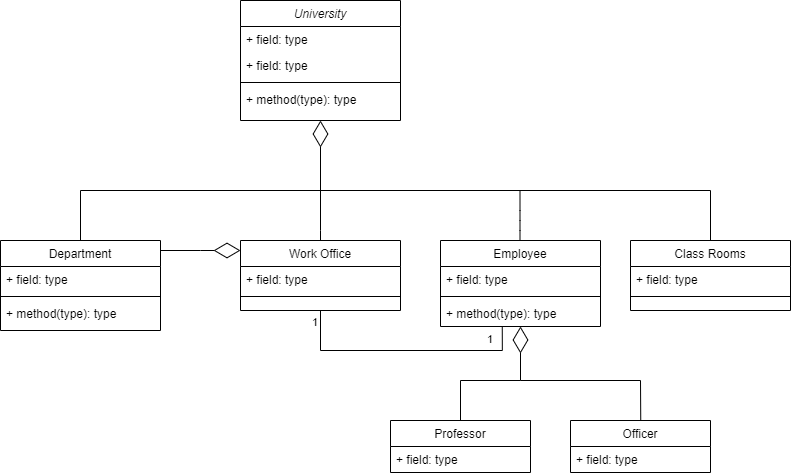 University
+ field: type
+ field: type
+ method(type): type
Department
+ field: type
+ method(type): type
Work Office
+ field: type
Employee
+ field: type
+ method(type): type
Class Rooms
+ field: type
1
1
Professor
+ field: type
Officer
+ field: type